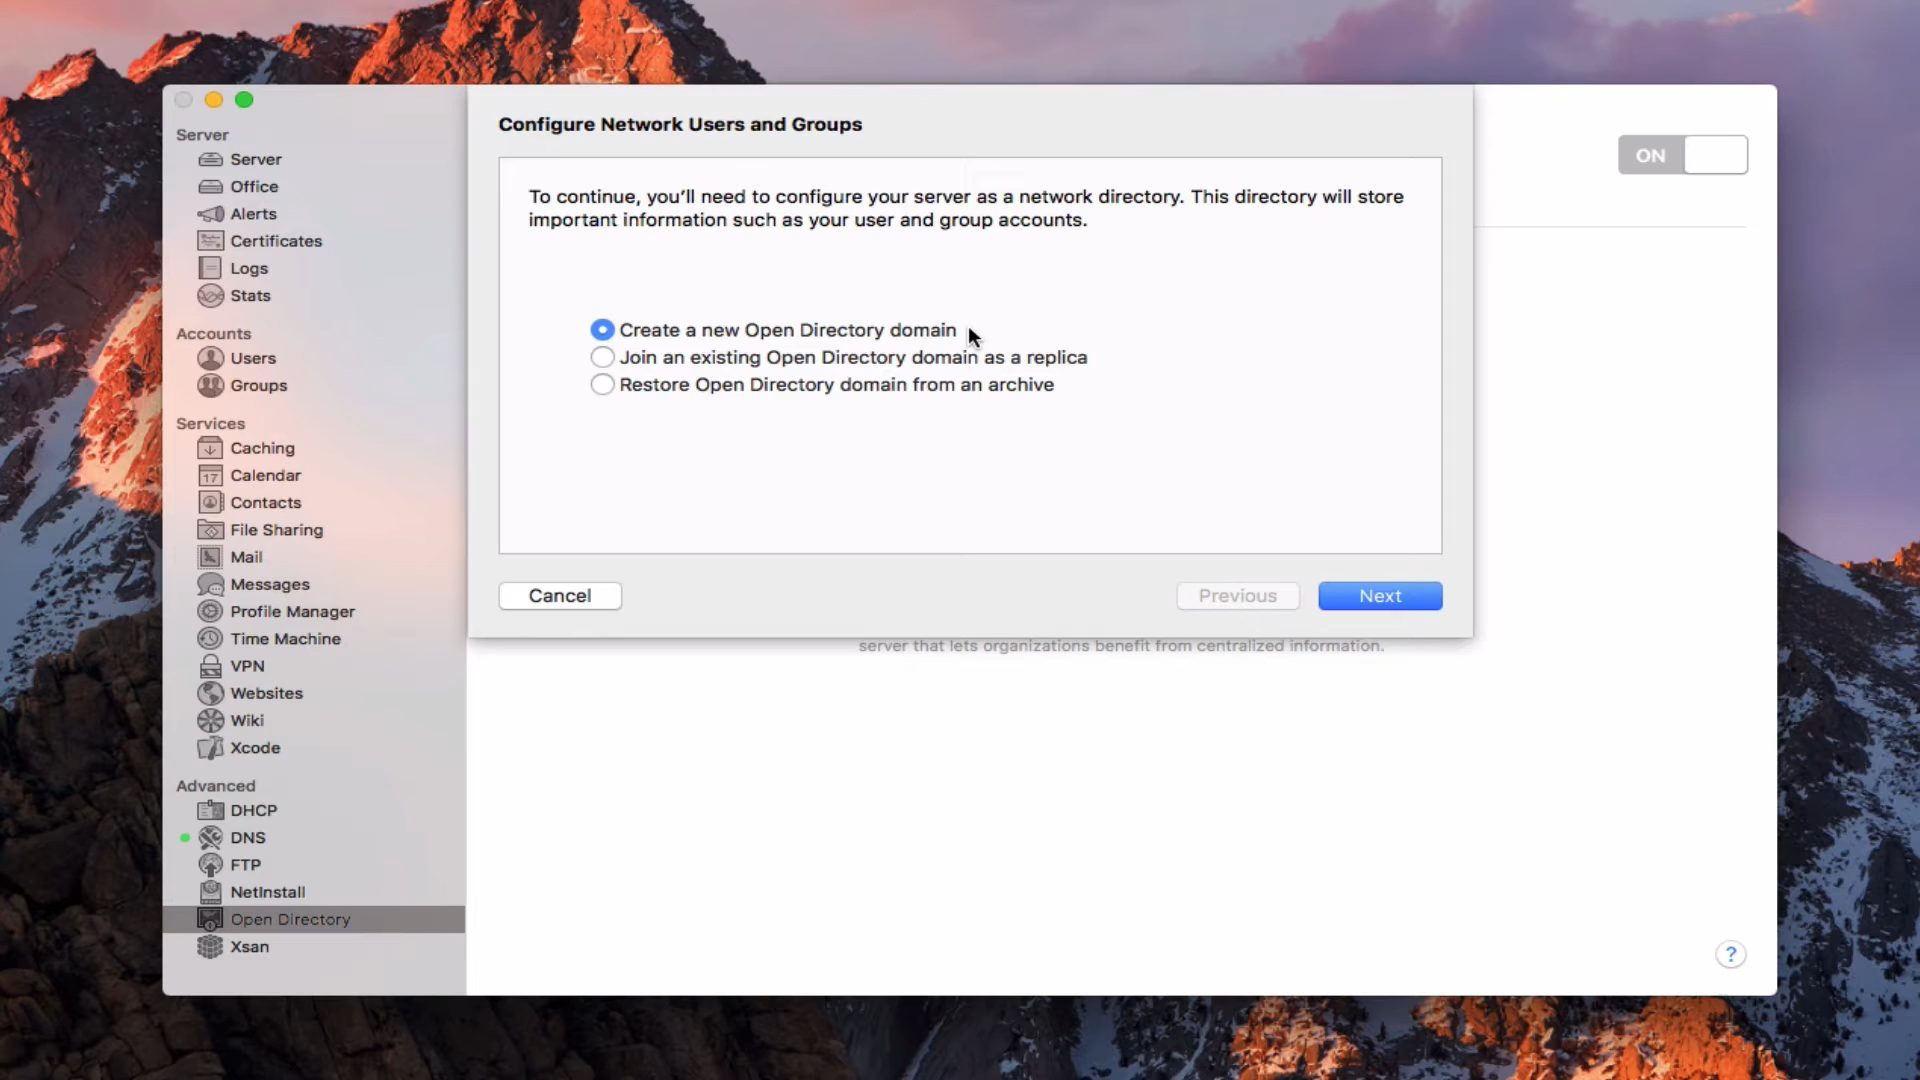 Server
Server
Office
Alerts
Certificates
Logs
Stats
Accounts
Users
Groups
Services
Caching
17
Calendar
Contacts
File Sharing
Mail
Messages
Profile Manager
Time Machine
VPN
Websites
Wiki
Xcode
Advanced
DHCP
DNS
FTP
NetInstall
Open Directory
Xsan
Configure Network Users and Groups
To continue, you'll need to configure your server as a network directory. This directory will store
important information such as your user and group accounts.
Create a new Open Directory domain
Join an existing Open Directory domain as a replica
Restore Open Directory domain from an archive
Cancel
Previous
Next
ON
server that lets organizations benefit from centralized information.
?